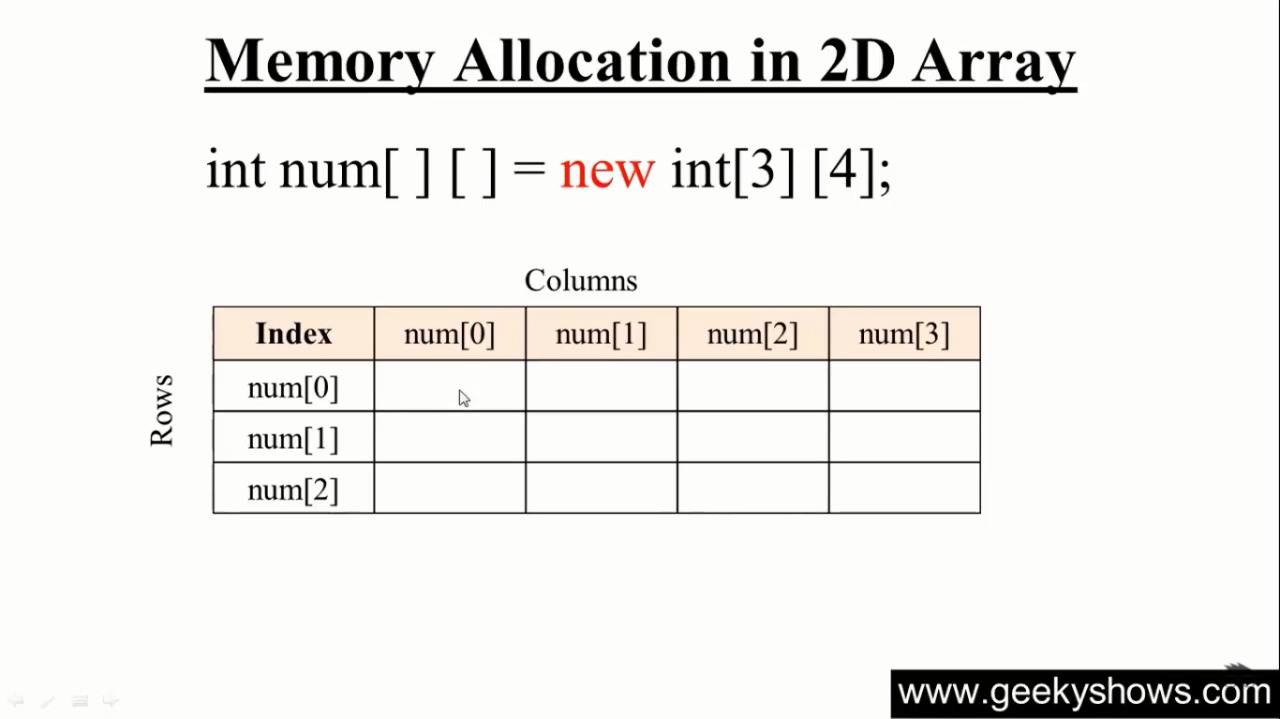 Memory Allocation in 2D Array
int num[ ] [ ] = new int[3] [4];
Columns
Index num[0] num[1] num[2] num[3]
Rows
num[0]
num[1]
num[2]
www.geekyshows.com